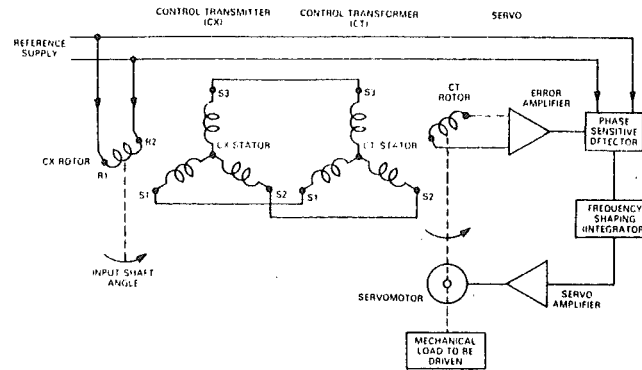 CONTROL TRANSMITTER
(CX)
CONTROL TRANSFORMER
(CT)
SERVO
REFERENCE
SUPPLY
S3
S3
CT
ROTOR
ERROR
AMPLIFIER
PHASE
SENSITIVE
DETECTOR
R2
CX ROTOR
R1
CX STATOR
CT STATOR
S1
S2
S1
S2
FREQUENCY
SHAPING
(INTEGRATOR)
INPUT SHAFT
ANGLE
SERVOMOTOR
SERVO
AMPLIFIER
MECHANICAL
LOAD TO BE
DRIVEN